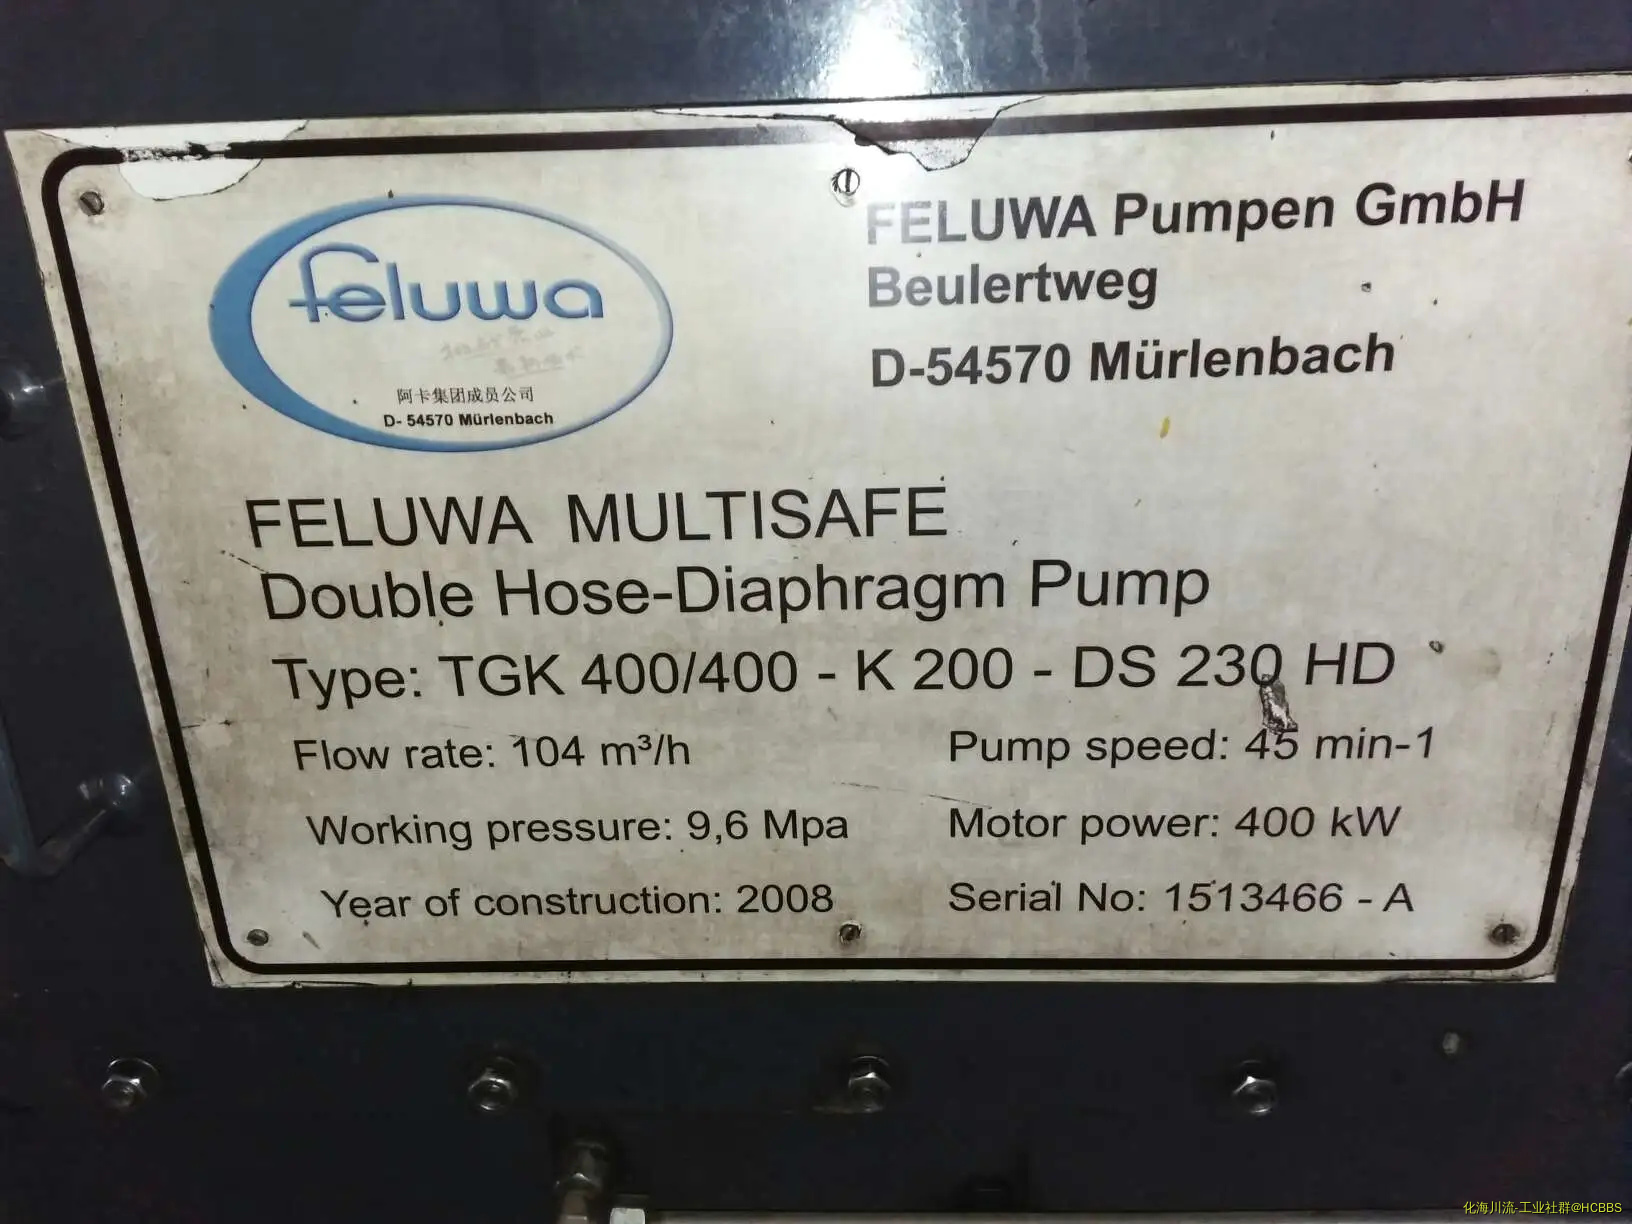 feluwa
阿卡集团成员公司
D- 54570 Mürlenbach
FELUWA Pumpen GmbH
Beulertweg
D-54570 Mürlenbach
FELUWA MULTISAFE
Double Hose-Diaphragm Pump
Type: TGK 400/400 - K 200 - DS 230 HD
Flow rate: 104 m³/h
Pump speed: 45 min-1
Working pressure: 9,6 Mpa
Motor power: 400 kW
Year of construction: 2008
Serial No: 1513466 - A
化海川流-工业社群@HCBBS